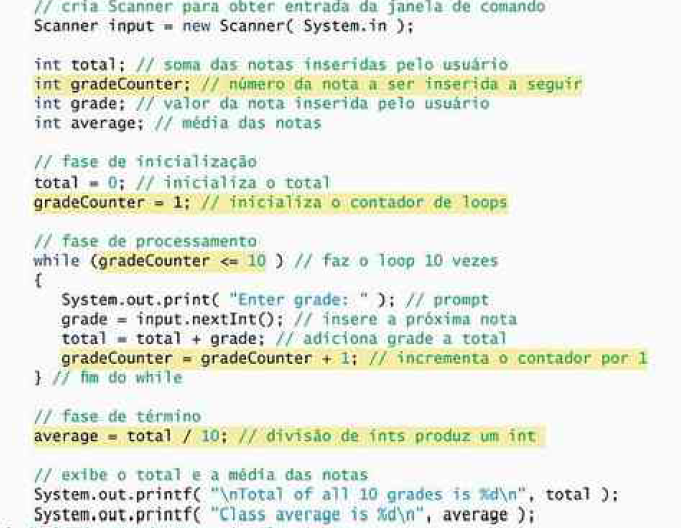 // cria Scanner para obter entrada da janela de comando
Scanner input = new Scanner( System.in );
int total; // soma das notas inseridas pelo usuário
int gradeCounter; // número da nota a ser inserida a seguir
int grade; // valor da nota inserida pelo usuário
int average; // média das notas
// fase de inicialização
total = 0; // inicializa o total
gradeCounter = 1; // inicializa o contador de loops
// fase de processamento
while (gradeCounter <= 10 ) // faz o loop 10 vezes
{
System.out.print( "Enter grade: " ); // prompt
grade = input.nextInt(); // insere a próxima nota
total = total + grade; // adiciona grade a total
gradeCounter = gradeCounter + 1; // incrementa o contador por 1
} // fim do while
// fase de término
average = total / 10; // divisão de ints produz um int
// exibe o total e a média das notas
System.out.printf( "\nTotal of all 10 grades is %d\n", total );
System.out.printf( "Class average is %d\n", average );